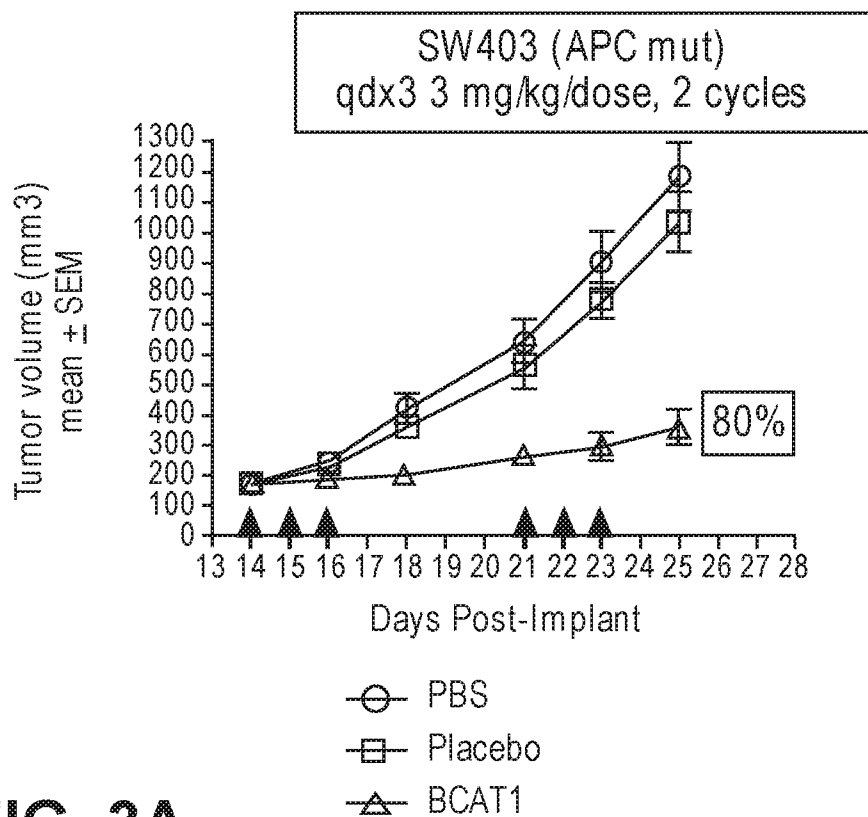 SW403 (APC mut)
qdx3 3 mg/kg/dose, 2 cycles
Tumor volume (mm3)
mean ± SEM
1300
1200
1100
1000
900
800
700
600
500
400
300
200
100
0
80%
13 14 15 16 17 18 19 20 21 22 23 24 25 26 27 28
Days Post-Implant
PBS
Placebo
BCAT1